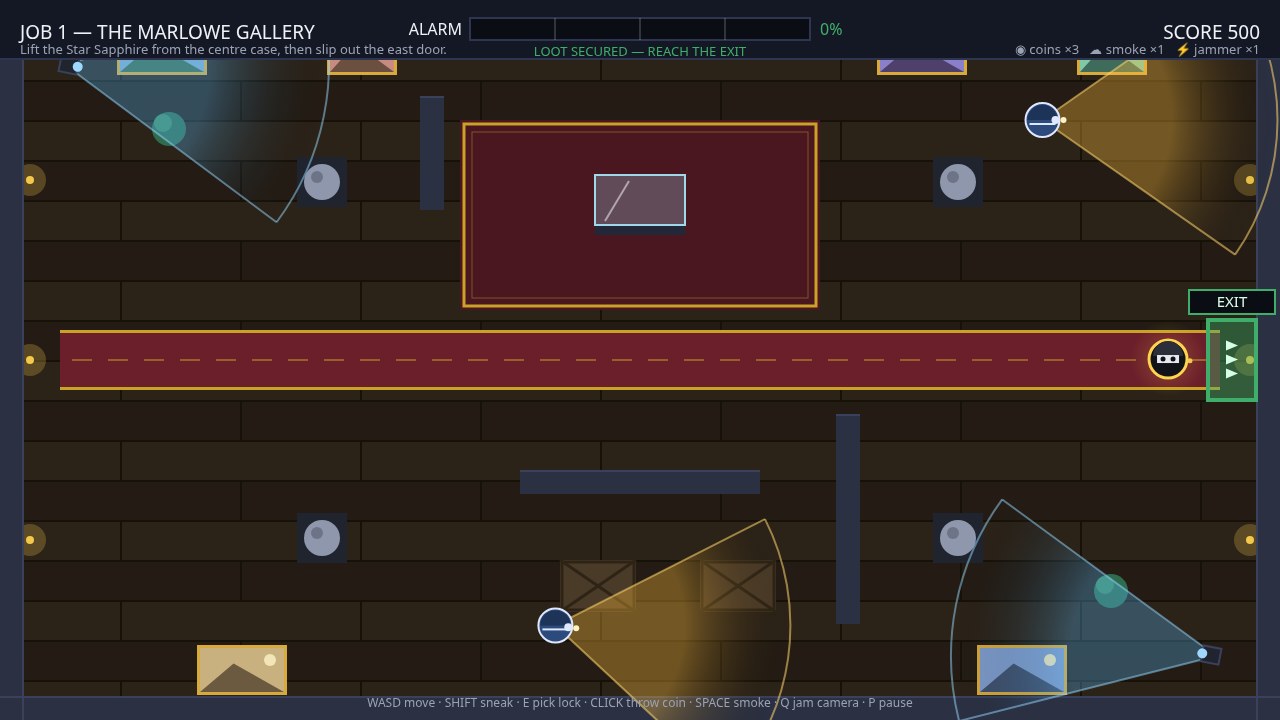 JOB 1 — THE MARLOWE GALLERY
Lift the Star Sapphire from the centre case, then slip out the east door.
ALARM
0%
LOOT SECURED — REACH THE EXIT
SCORE 500
coins ×3 smoke ×1 jammer ×1
EXIT
WASD move · SHIFT sneak · E pick lock · CLICK throw coin · SPACE smoke · Q jam camera · P pause